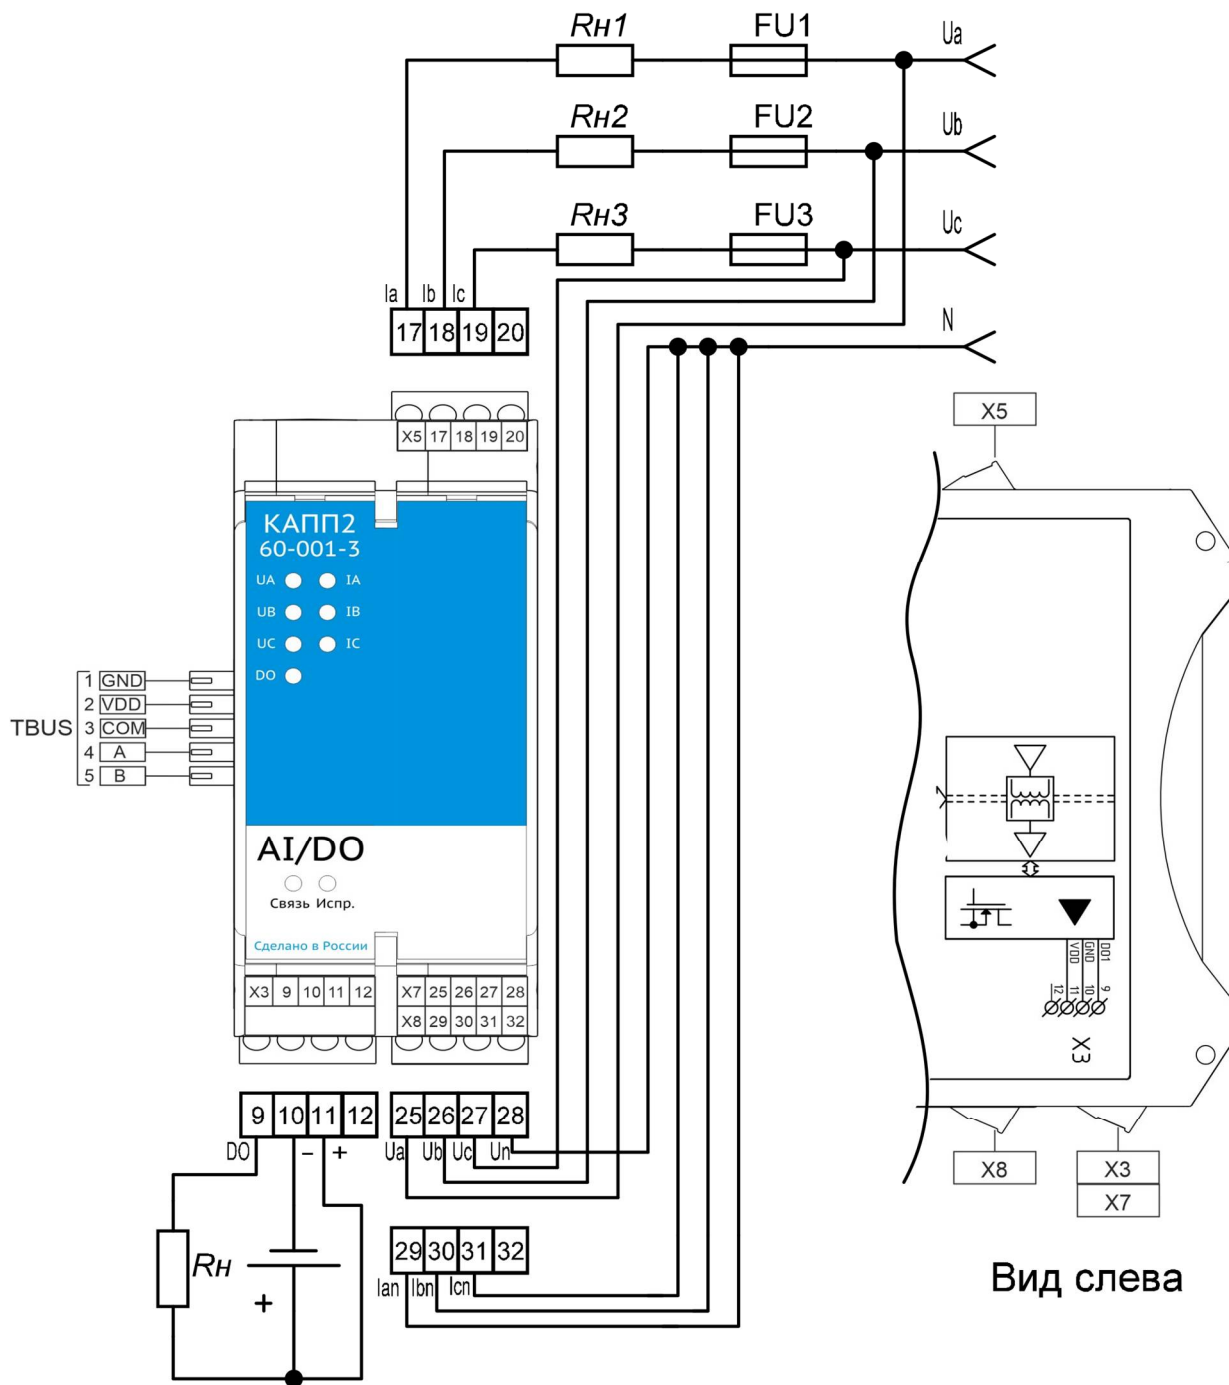 Rн1 FU1 Ua
Rн2 FU2 Ub
Rн3 FU3 Uc
Ia Ib Ic N
17 18 19 20
X5
X5 17 18 19 20
КАПП2
60-001-3
UA IA
UB IB
UC IC
DO
TBUS
1 GND
2 VDD
3 COM
4 A
5 B
AI/DO
Связь Испр.
Сделано в России
X3 9 10 11 12 X7 25 26 27 28
X8 29 30 31 32
VDD GND DO1
12 11 10 9
X3
9 10 11 12 25 26 27 28
DO − + Ua Ub Uc Un
X8 X3
X7
29 30 31 32
Ian Ibn Icn
Rн
+
Вид слева